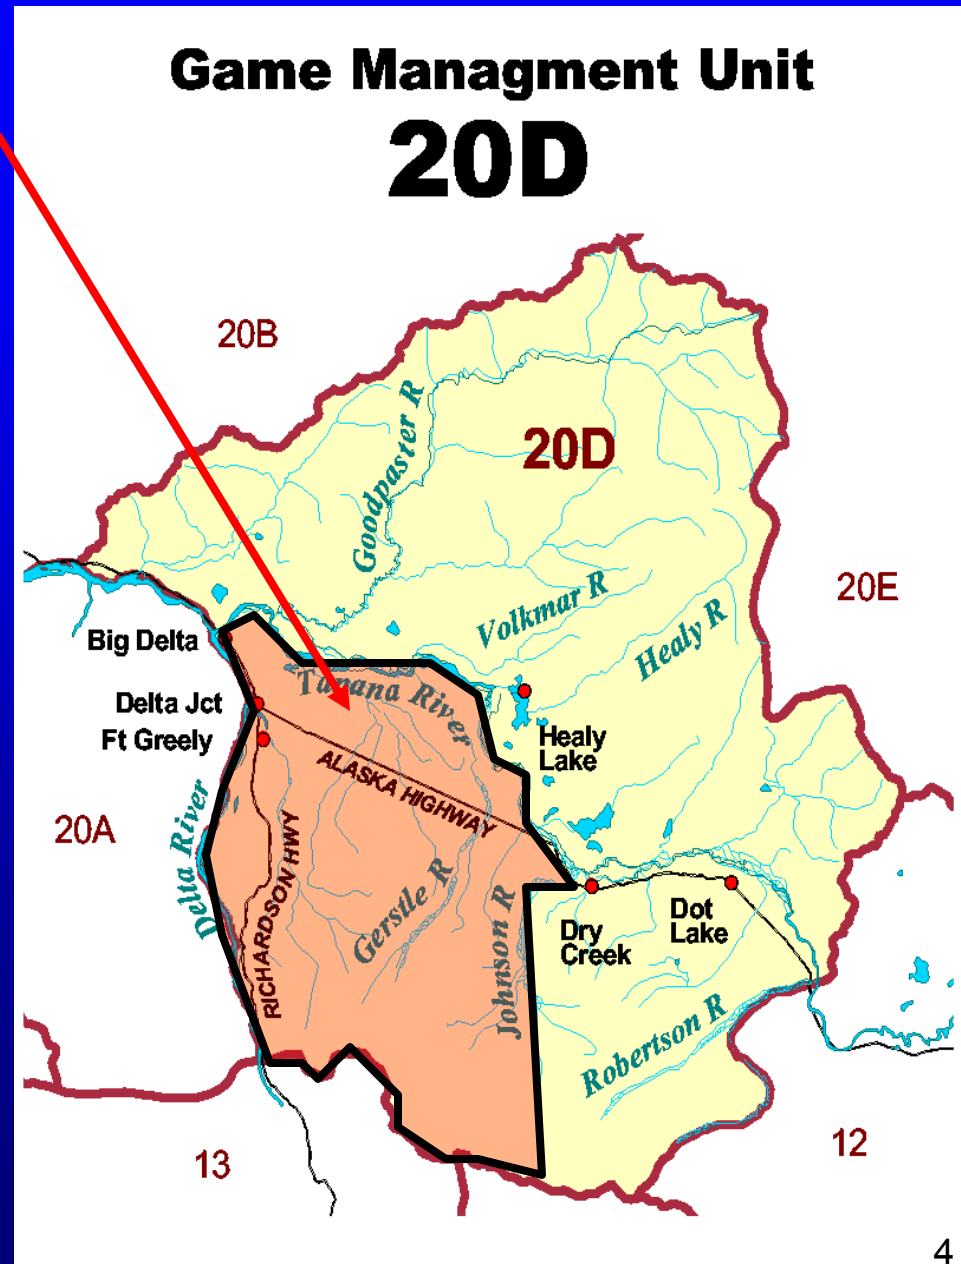 Game Managment Unit
20D
20B
Goodpaster R
20D
20E
Volkmar R
Healy R
Big Delta
Tanana River
Delta Jct
Ft Greely
Healy
Lake
ALASKA HIGHWAY
20A
Delta River
RICHARDSON HWY
Gerstle R
Johnson R
Dry
Creek
Dot
Lake
Robertson R
13
12
4